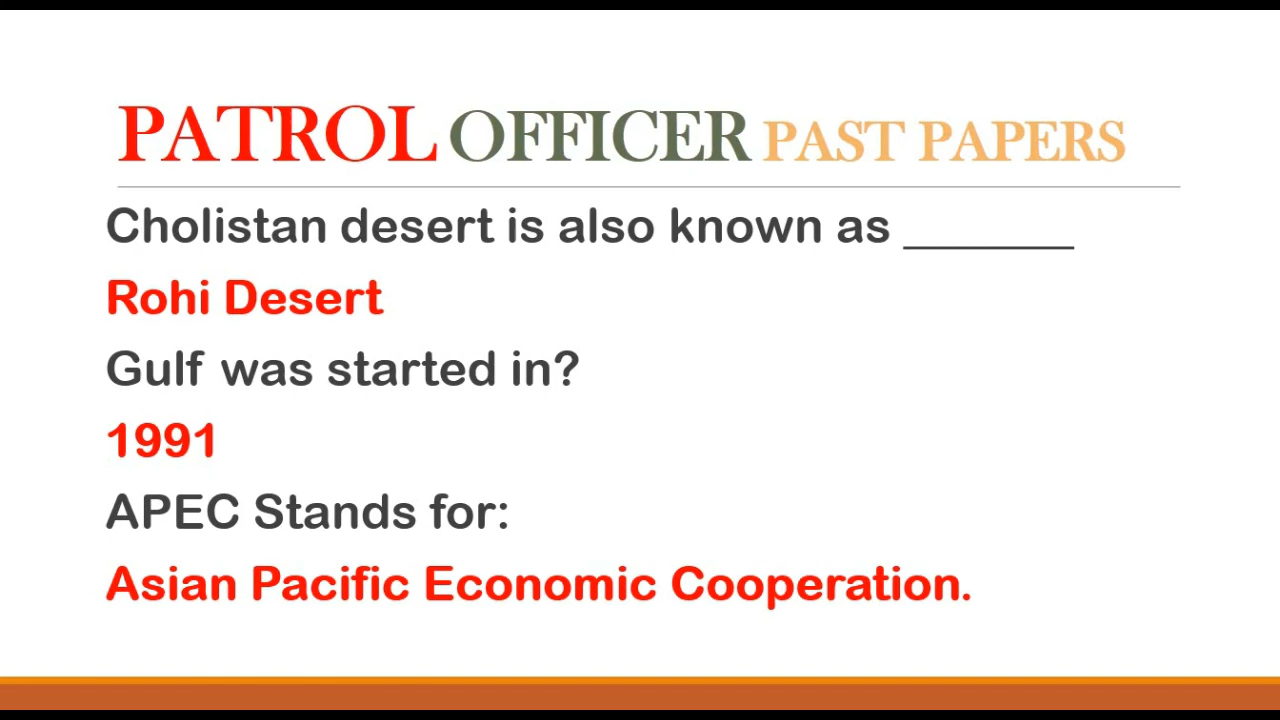 PATROL OFFICER PAST PAPERS
Cholistan desert is also known as _______
Rohi Desert
Gulf was started in?
1991
APEC Stands for:
Asian Pacific Economic Cooperation.